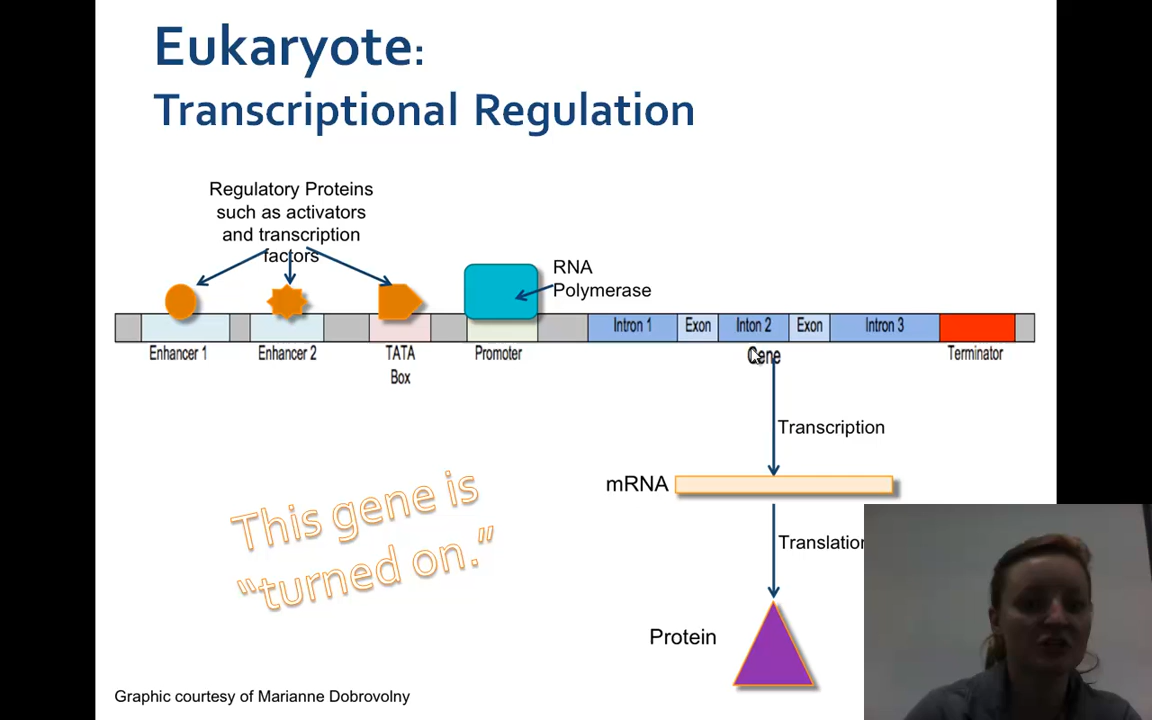 Eukaryote:
Transcriptional Regulation
Regulatory Proteins
such as activators
and transcription
factors
RNA
Polymerase
Intron 1
Exon
Inton 2
Exon
Intron 3
Enhancer 1
Enhancer 2
TATA
Box
Promoter
Gene
Terminator
Transcription
mRNA
This gene is
“turned on.”
Translation
Protein
Graphic courtesy of Marianne Dobrovolny